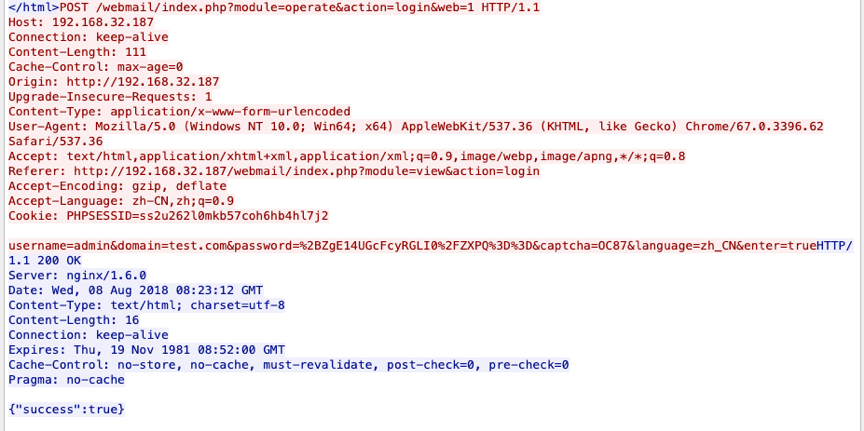 </html>POST /webmail/index.php?module=operate&action=login&web=1 HTTP/1.1
Host: 192.168.32.187
Connection: keep-alive
Content-Length: 111
Cache-Control: max-age=0
Origin: http://192.168.32.187
Upgrade-Insecure-Requests: 1
Content-Type: application/x-www-form-urlencoded
User-Agent: Mozilla/5.0 (Windows NT 10.0; Win64; x64) AppleWebKit/537.36 (KHTML, like Gecko) Chrome/67.0.3396.62
Safari/537.36
Accept: text/html,application/xhtml+xml,application/xml;q=0.9,image/webp,image/apng,*/*;q=0.8
Referer: http://192.168.32.187/webmail/index.php?module=view&action=login
Accept-Encoding: gzip, deflate
Accept-Language: zh-CN,zh;q=0.9
Cookie: PHPSESSID=ss2u262l0mkb57coh6hb4hl7j2

username=admin&domain=test.com&password=%2BZgE14UGcFcyRGLI0%2FZXPQ%3D%3D&captcha=OC87&language=zh_CN&enter=trueHTTP/
1.1 200 OK
Server: nginx/1.6.0
Date: Wed, 08 Aug 2018 08:23:12 GMT
Content-Type: text/html; charset=utf-8
Content-Length: 16
Connection: keep-alive
Expires: Thu, 19 Nov 1981 08:52:00 GMT
Cache-Control: no-store, no-cache, must-revalidate, post-check=0, pre-check=0
Pragma: no-cache

{"success":true}